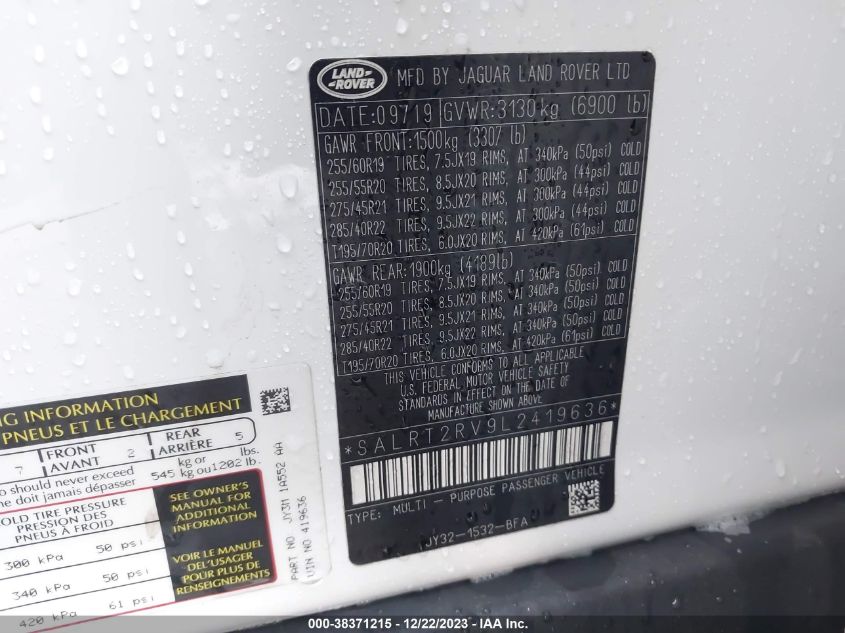 LAND-
-ROVER
MFD BY JAGUAR LAND ROVER LTD
DATE:09719 GVWR:3130kg (6900 lb)
GAWR FRONT:1500kg (3307 lb)
255/60R19 TIRES, 7.5JX19 RIMS, AT 340kPa (50psi) COLD
255/55R20 TIRES, 8.5JX20 RIMS, AT 300kPa (44psi) COLD
275/45R21 TIRES, 9.5JX21 RIMS, AT 300kPa (44psi) COLD
285/40R22 TIRES, 9.5JX22 RIMS, AT 300kPa (44psi) COLD
T195/70R20 TIRES, 6.0JX20 RIMS, AT 420kPa (61psi) COLD
GAWR REAR:1900kg (4189lb)
255/60R19 TIRES, 7.5JX19 RIMS, AT 340kPa (50psi) COLD
255/55R20 TIRES, 8.5JX20 RIMS, AT 340kPa (50psi) COLD
275/45R21 TIRES, 9.5JX21 RIMS, AT 340kPa (50psi) COLD
285/40R22 TIRES, 9.5JX22 RIMS, AT 340kPa (50psi) COLD
T195/70R20 TIRES, 6.0JX20 RIMS, AT 420kPa (61psi) COLD
THIS VEHICLE CONFORMS TO ALL APPLICABLE
U.S. FEDERAL MOTOR VEHICLE SAFETY
STANDARDS IN EFFECT ON THE DATE OF
MANUFACTURE SHOWN ABOVE.
*SALRT2RV9L2419636*
TYPE: MULTI - PURPOSE PASSENGER VEHICLE
JY32-1532-BFA
NG INFORMATION
PNEUS ET LE CHARGEMENT
7 FRONT AVANT 2 REAR ARRIÈRE 5
should never exceed 545 kg or lbs.
ne doit jamais dépasser kg ou 1202 lb.
OLD TIRE PRESSURE
PRESSION DES
PNEUS À FROID
300 kPa 50 psi
340 kPa 50 psi
420 kPa 61 psi
SEE OWNER'S
MANUAL FOR
ADDITIONAL
INFORMATION
VOIR LE MANUEL
DEL'USAGER
POUR PLUS DE
RENSEIGNEMENTS
PART NO JY3M 1A552 AA
VIN NO 419636
000-38371215 - 12/22/2023 - IAA Inc.